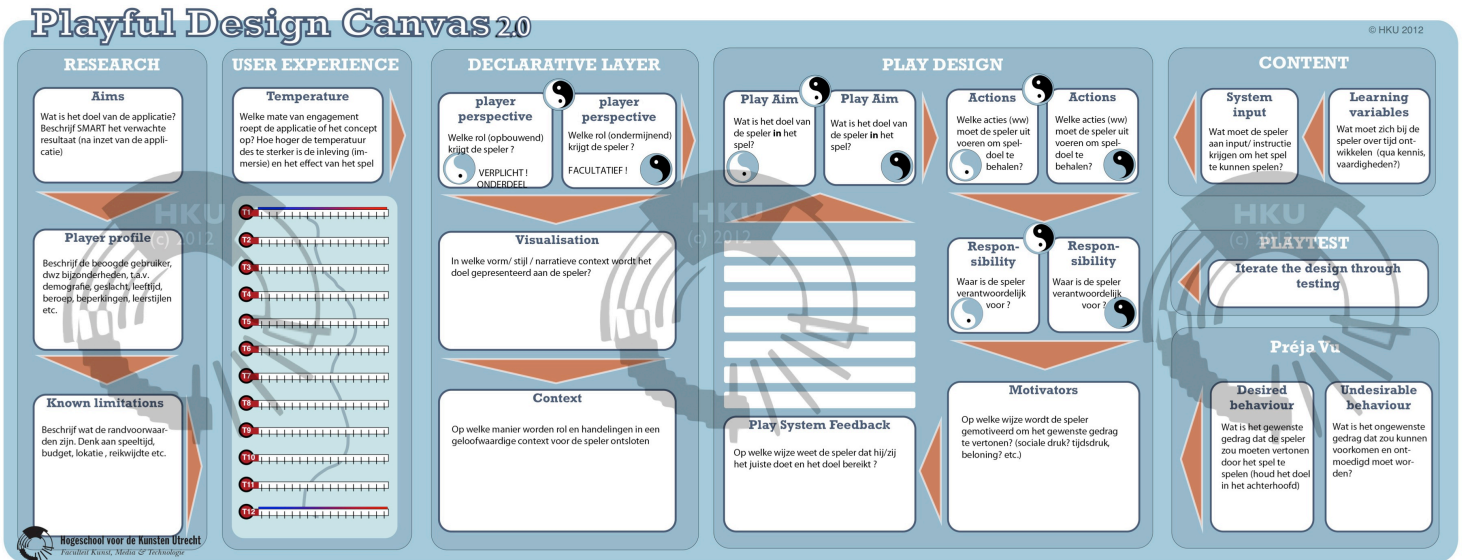 Playful Design Canvas 2.0
© HKU 2012
RESEARCH
Aims
Wat is het doel van de applicatie?
Beschrijf SMART het verwachte
resultaat (na inzet van de appli-
catie)
Player profile
Beschrijf de beoogde gebruiker,
dwz bijzonderheden, t.a.v.
demografie, geslacht, leeftijd,
beroep, beperkingen, leerstijlen
etc.
Known limitations
Beschrijf wat de randvoorwaar-
den zijn. Denk aan speeltijd,
budget, lokatie , reikwijdte etc.
USER EXPERIENCE
Temperature
Welke mate van engagement
roept de applicatie of het concept
op? Hoe hoger de temperatuur
des te sterker is de inleving (im-
mersie) en het effect van het spel
T1
T2
T3
T4
T5
T6
T7
T8
T9
T10
T11
T12
DECLARATIVE LAYER
player
perspective
Welke rol (opbouwend)
krijgt de speler ?
VERPLICHT !
ONDERDEEL
player
perspective
Welke rol (ondermijnend)
krijgt de speler ?
FACULTATIEF !
Visualisation
In welke vorm/ stijl / narratieve context wordt het
doel gepresenteerd aan de speler?
Context
Op welke manier worden rol en handelingen in een
geloofwaardige context voor de speler ontsloten
PLAY DESIGN
Play Aim
Wat is het doel van
de speler in het
spel?
Play Aim
Wat is het doel van
de speler in het
spel?
Actions
Welke acties (ww)
moet de speler uit
voeren om spel-
doel te
behalen?
Actions
Welke acties (ww)
moet de speler uit
voeren om spel-
doel te
behalen?
Respon-
sibility
Waar is de speler
verantwoordelijk
voor ?
Respon-
sibility
Waar is de speler
verantwoordelijk
voor ?
Play System Feedback
Op welke wijze weet de speler dat hij/zij
het juiste doet en het doel bereikt ?
Motivators
Op welke wijze wordt de speler
gemotiveerd om het gewenste gedrag
te vertonen? (sociale druk? tijdsdruk,
beloning? etc.)
CONTENT
System
input
Wat moet de speler
aan input/ instructie
krijgen om het spel
te kunnen spelen?
Learning
variables
Wat moet zich bij de
speler over tijd ont-
wikkelen (qua kennis,
vaardigheden?)
PLAYTEST
Iterate the design through
testing
Préja Vu
Desired
behaviour
Wat is het gewenste
gedrag dat de speler
zou moeten vertonen
door het spel te
spelen (houd het doel
in het achterhoofd)
Undesirable
behaviour
Wat is het ongewenste
gedrag dat zou kunnen
voorkomen en ont-
moedigd moet wor-
den?
HKU
(c) 2012
HKU
(c) 2012
HKU
(c) 2012
Hogeschool voor de Kunsten Utrecht
Faculteit Kunst, Media & Technologie